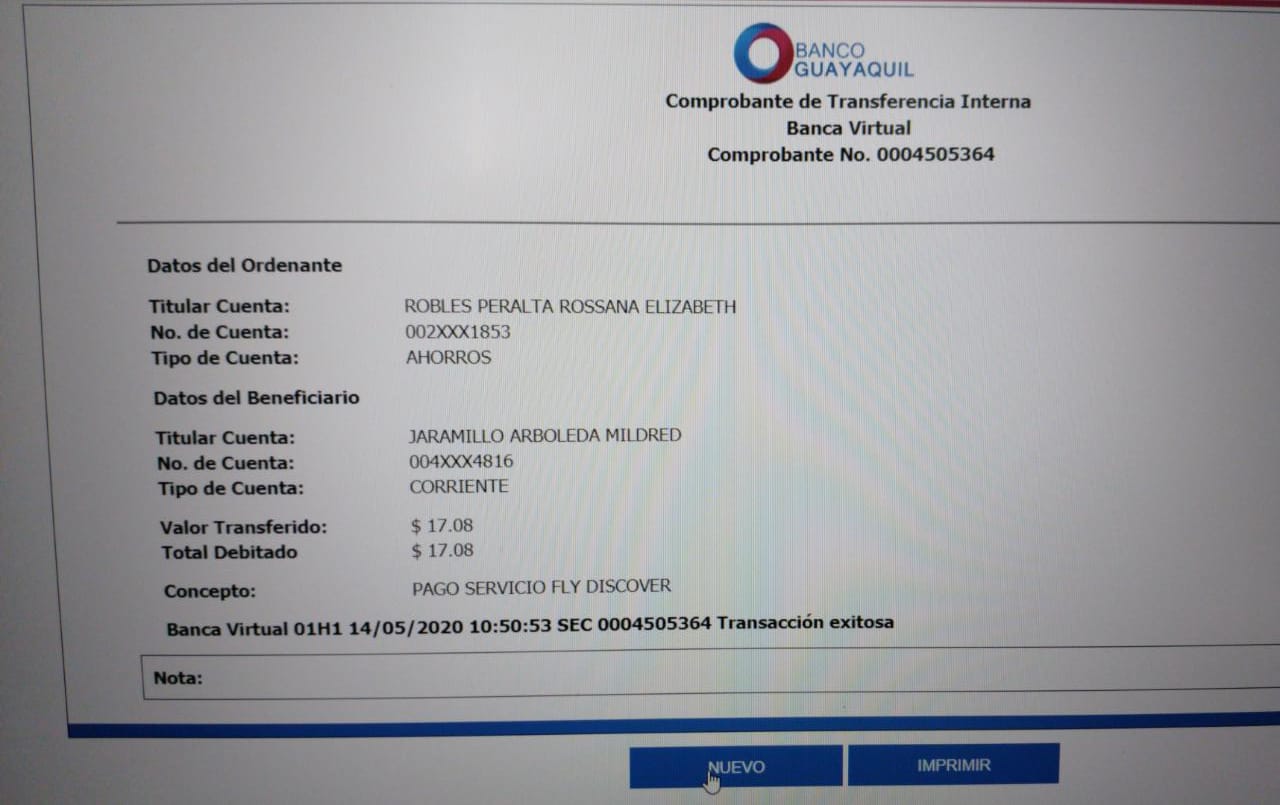 BANCO
GUAYAQUIL
Comprobante de Transferencia Interna
Banca Virtual
Comprobante No. 0004505364
Datos del Ordenante
Titular Cuenta: ROBLES PERALTA ROSSANA ELIZABETH
No. de Cuenta: 002XXX1853
Tipo de Cuenta: AHORROS
Datos del Beneficiario
Titular Cuenta: JARAMILLO ARBOLEDA MILDRED
No. de Cuenta: 004XXX4816
Tipo de Cuenta: CORRIENTE
Valor Transferido: $ 17.08
Total Debitado $ 17.08
Concepto: PAGO SERVICIO FLY DISCOVER
Banca Virtual 01H1 14/05/2020 10:50:53 SEC 0004505364 Transacción exitosa
Nota:
NUEVO IMPRIMIR